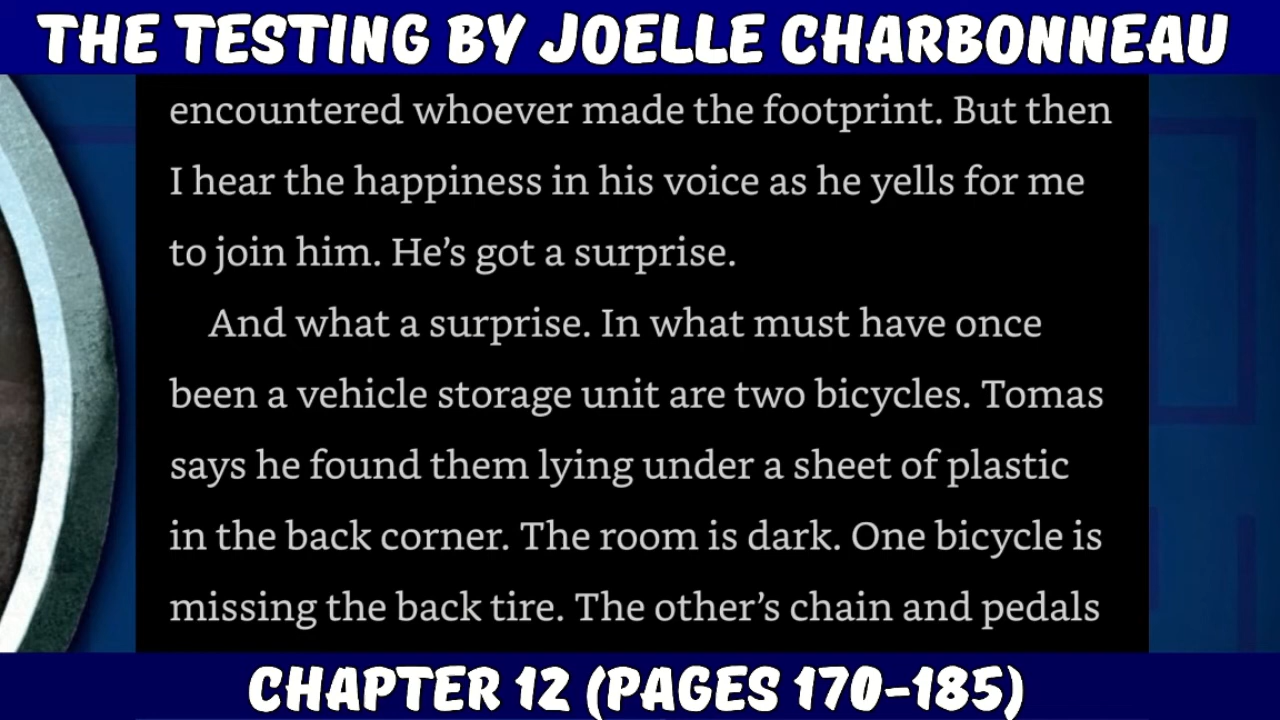 THE TESTING BY JOELLE CHARBONNEAU
encountered whoever made the footprint. But then
I hear the happiness in his voice as he yells for me
to join him. He’s got a surprise.
And what a surprise. In what must have once
been a vehicle storage unit are two bicycles. Tomas
says he found them lying under a sheet of plastic
in the back corner. The room is dark. One bicycle is
missing the back tire. The other’s chain and pedals
CHAPTER 12 (PAGES 170-185)